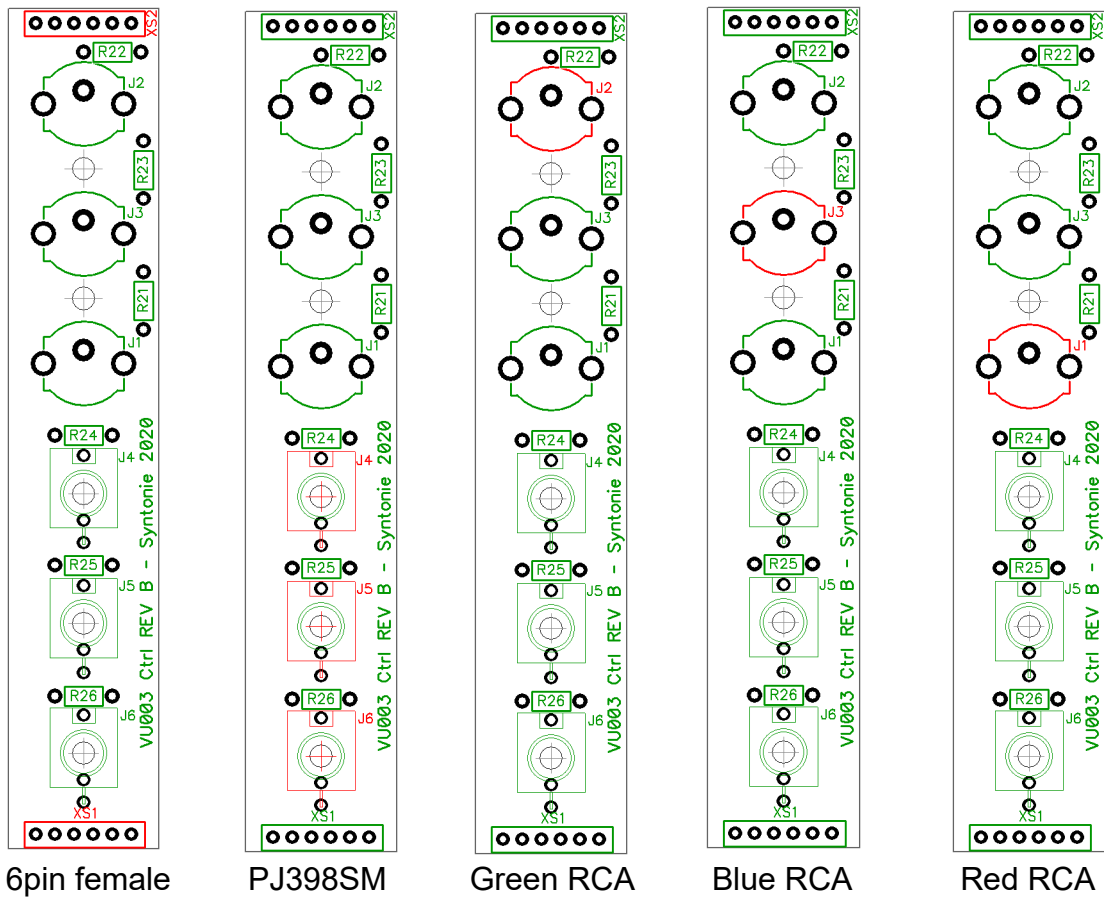 XS2
R22
J2
R23
J3
R21
J1
R24
J4
R25
J5
R26
J6
XS1
VU003 Ctrl REV B - Syntonie 2020
6pin female
XS2
R22
J2
R23
J3
R21
J1
R24
J4
R25
J5
R26
J6
XS1
VU003 Ctrl REV B - Syntonie 2020
PJ398SM
XS2
R22
J2
R23
J3
R21
J1
R24
J4
R25
J5
R26
J6
XS1
VU003 Ctrl REV B - Syntonie 2020
Green RCA
XS2
R22
J2
R23
J3
R21
J1
R24
J4
R25
J5
R26
J6
XS1
VU003 Ctrl REV B - Syntonie 2020
Blue RCA
XS2
R22
J2
R23
J3
R21
J1
R24
J4
R25
J5
R26
J6
XS1
VU003 Ctrl REV B - Syntonie 2020
Red RCA